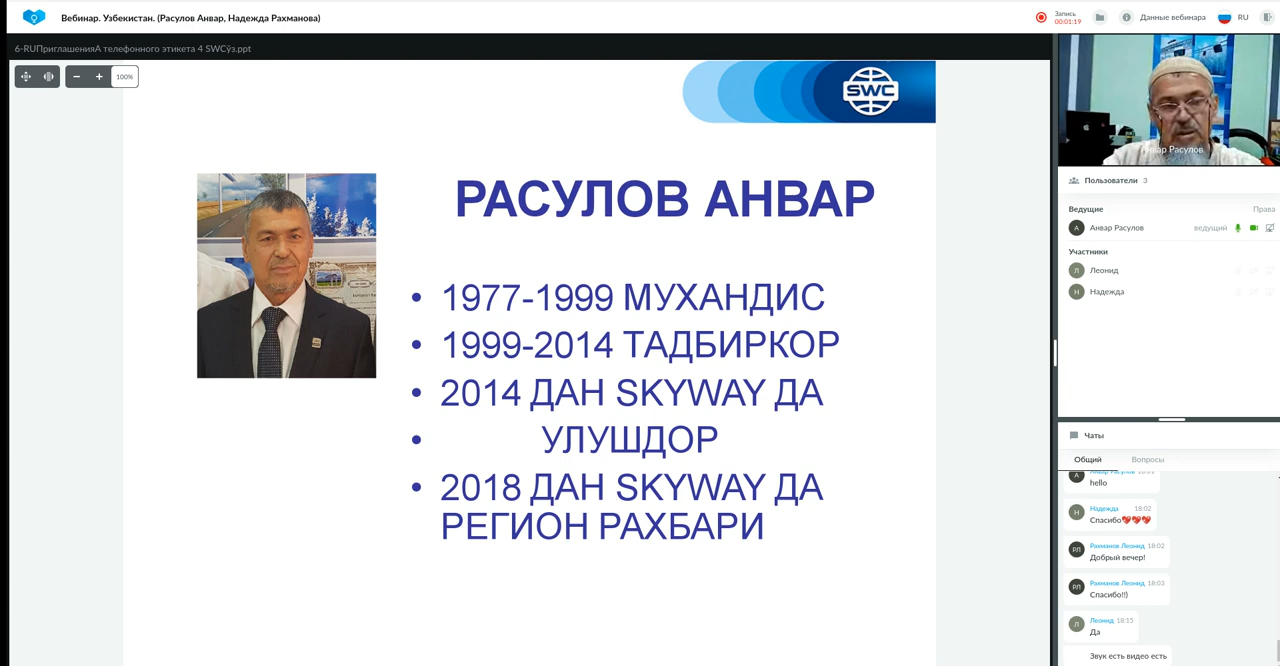 Вебинар. Узбекистан. (Расулов Анвар, Надежда Рахманова)
Запись
00:01:19
Данные вебинара
RU
6-RUПриглашенияА телефонного этикета 4 SWCўз.ppt
100%
SWC
РАСУЛОВ АНВАР
• 1977-1999 МУХАНДИС
• 1999-2014 ТАДБИРКОР
• 2014 ДАН SKYWAY ДА
• УЛУШДОР
• 2018 ДАН SKYWAY ДА
РЕГИОН РАХБАРИ
Анвар Расулов
Пользователи 3
Ведущие Права
А Анвар Расулов ведущий
Участники
Л Леонид
Н Надежда
Чаты
Общий Вопросы
А Анвар Расулов
hello
Надежда 18:02
Н Спасибо💖💖💖
РЛ Рахманов Леонид 18:02
Добрый вечер!
РЛ Рахманов Леонид 18:03
Спасибо!!)
Л Леонид 18:15
Да
Звук есть видео есть